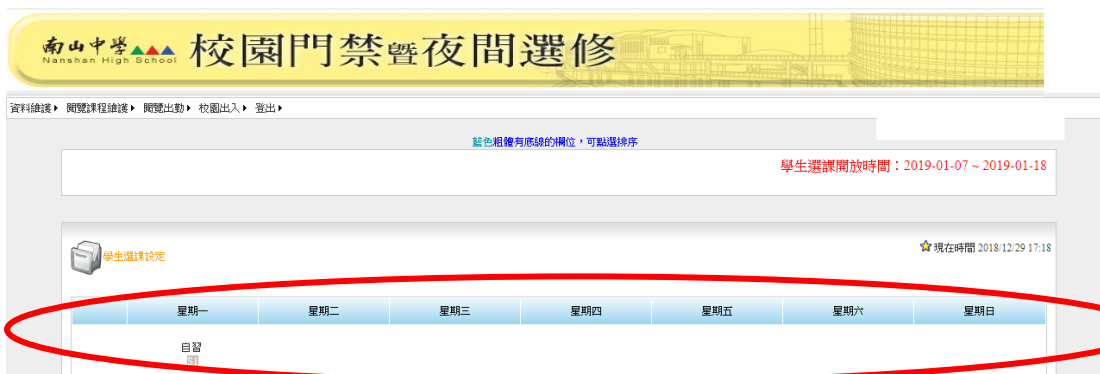 南山中學 校園門禁暨夜間選修
Nanshan High School
資料維護 閱覽課程維護 閱覽出勤 校園出入 登出
藍色粗體有底線的欄位，可點選排序
學生選課開放時間：2019-01-07 ~ 2019-01-18
學生選課設定
現在時間 2018/12/29 17:18
星期一 星期二 星期三 星期四 星期五 星期六 星期日
自習
S1